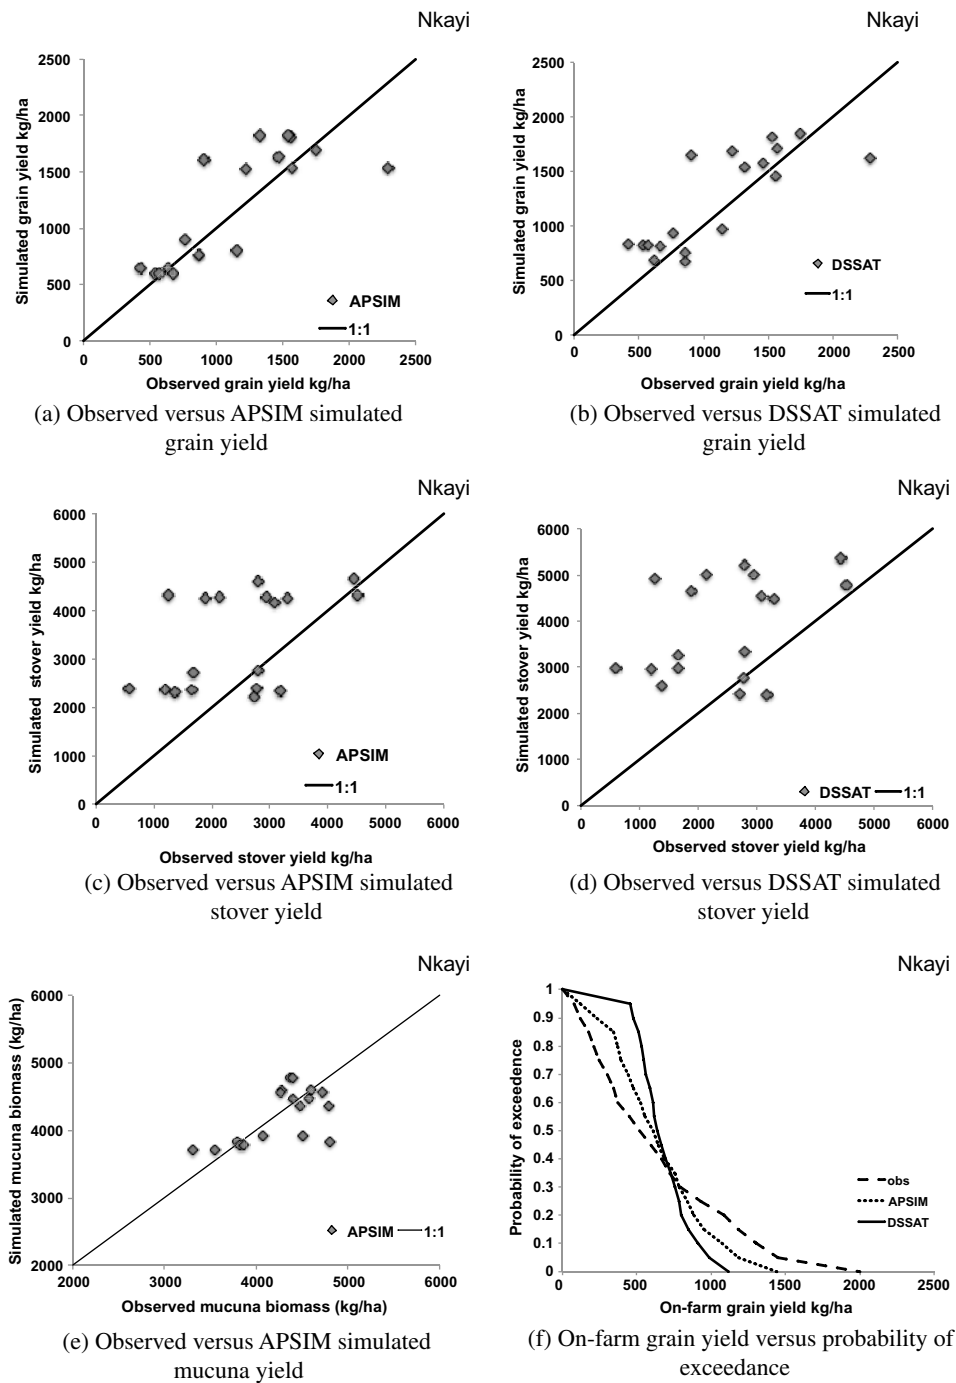 Nkayi
2500
2000
1500
1000
500
0
Simulated grain yield kg/ha
APSIM
1:1
0 500 1000 1500 2000 2500
Observed grain yield kg/ha
(a) Observed versus APSIM simulated
grain yield
Nkayi
2500
2000
1500
1000
500
0
Simulated grain yield kg/ha
DSSAT
1:1
0 500 1000 1500 2000 2500
Observed grain yield kg/ha
(b) Observed versus DSSAT simulated
grain yield
Nkayi
6000
5000
4000
3000
2000
1000
0
Simulated stover yield kg/ha
APSIM
1:1
0 1000 2000 3000 4000 5000 6000
Observed stover yield kg/ha
(c) Observed versus APSIM simulated
stover yield
Nkayi
6000
5000
4000
3000
2000
1000
0
Simulated stover yield kg/ha
DSSAT 1:1
0 1000 2000 3000 4000 5000 6000
Observed stover yield kg/ha
(d) Observed versus DSSAT simulated
stover yield
Nkayi
6000
5000
4000
3000
2000
Simulated mucuna biomass (kg/ha)
APSIM 1:1
2000 3000 4000 5000 6000
Observed mucuna biomass (kg/ha)
(e) Observed versus APSIM simulated
mucuna yield
Nkayi
1
0.9
0.8
0.7
0.6
0.5
0.4
0.3
0.2
0.1
0
Probability of exceedence
obs
APSIM
DSSAT
0 500 1000 1500 2000 2500
On-farm grain yield kg/ha
(f) On-farm grain yield versus probability of
exceedance